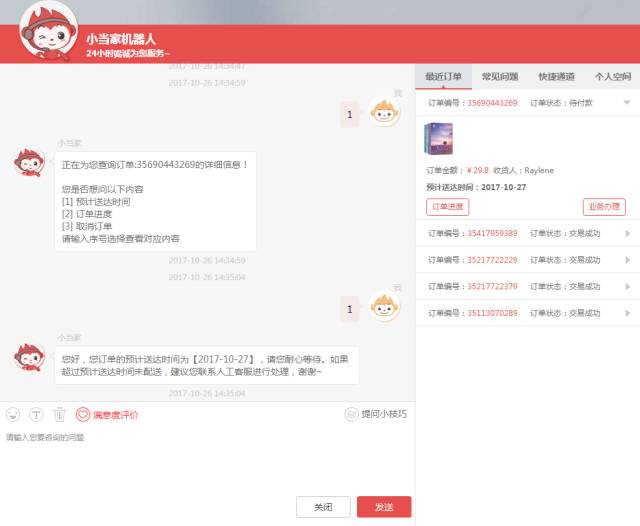 小当家机器人
24小时竭诚为您服务~
2017-10-26 14:34:47
2017-10-26 14:34:59
我
1
小当家
正在为您查询订单:35690443269的详细信息！
您是否想问以下内容
[1] 预计送达时间
[2] 订单进度
[3] 取消订单
请输入序号选择查看对应内容
2017-10-26 14:34:59
2017-10-26 14:35:04
我
1
小当家
您好，您订单的预计送达时间为【2017-10-27】，请您耐心等待。如果
超过预计送达时间未配送，建议您联系人工客服进行处理，谢谢~
2017-10-26 14:35:04
T
满意度评价
提问小技巧
请输入您要咨询的问题
关闭
发送
最近订单
常见问题
快捷通道
个人空间
订单编号：35690443269 订单状态：待付款
订单金额：￥29.8 收货人：Raylene
预计送达时间：2017-10-27
订单进度
业务办理
订单编号：35417959389 订单状态：交易成功
订单编号：35217722229 订单状态：交易成功
订单编号：35217722379 订单状态：交易成功
订单编号：35113070289 订单状态：交易成功